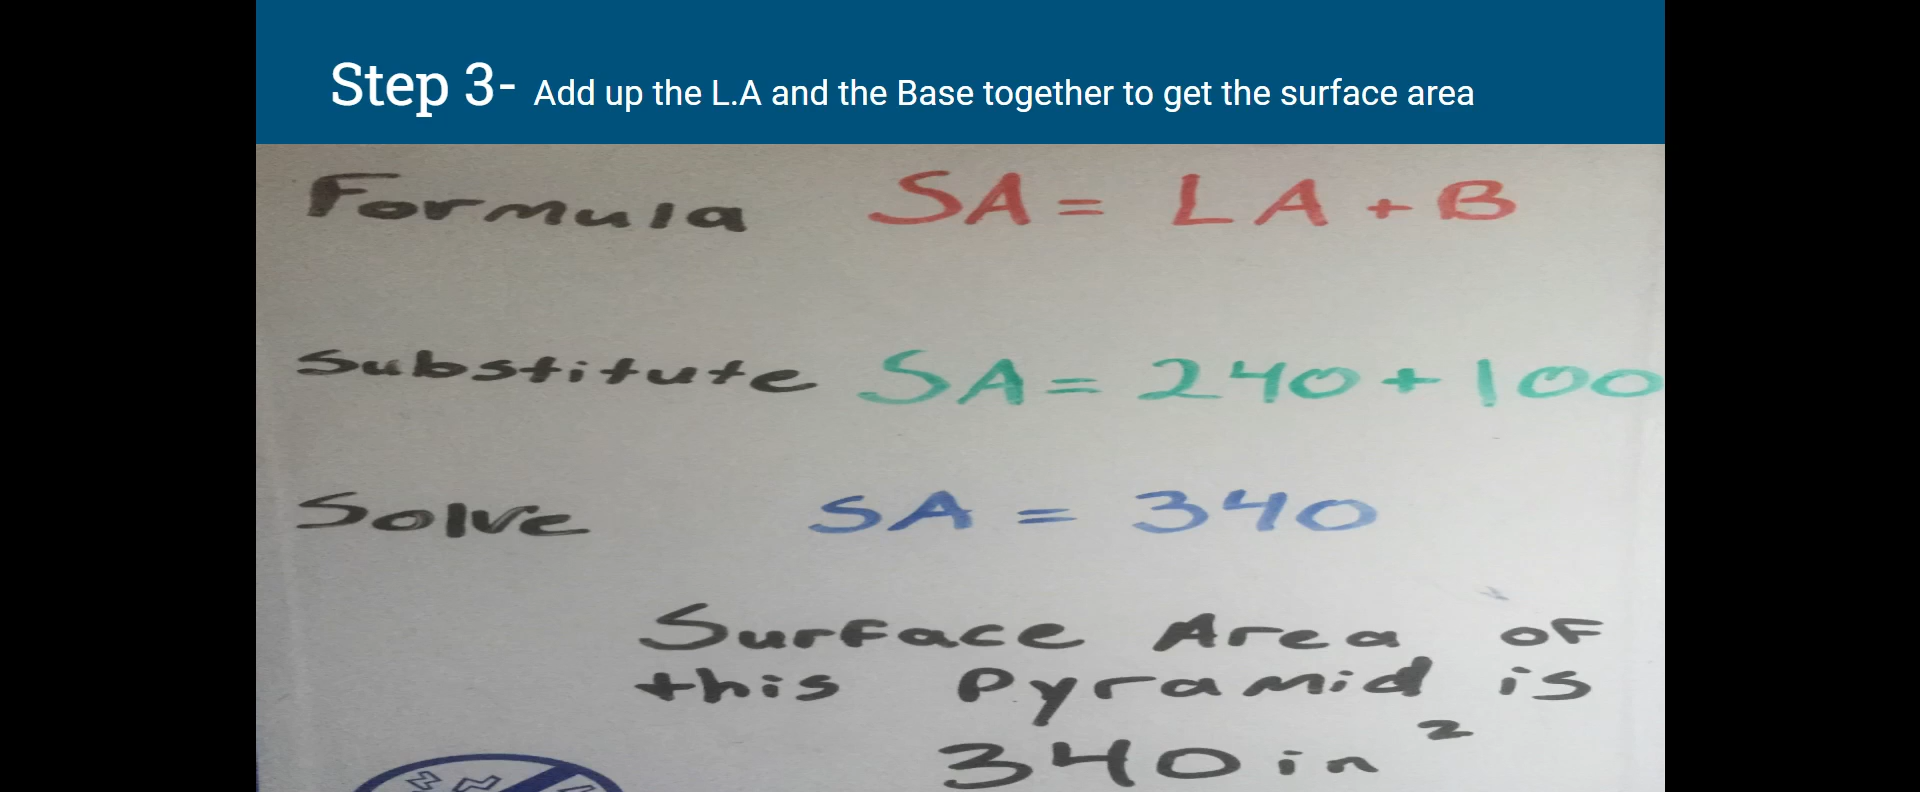 Step 3- Add up the L.A and the Base together to get the surface area
Formula SA = LA + B
Substitute SA = 240 + 100
Solve SA = 340
Surface Area of
this Pyramid is
340 in²